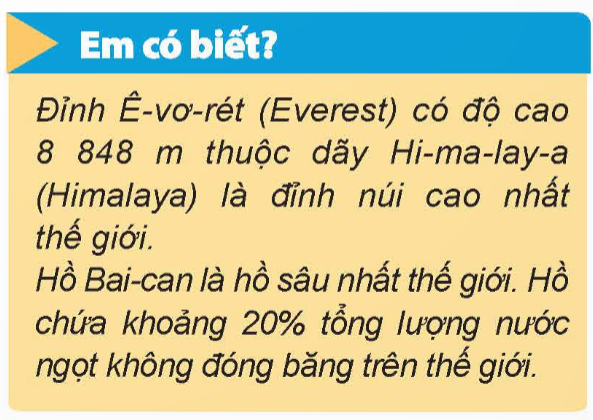 Em có biết?
Đỉnh Ê-vơ-rét (Everest) có độ cao
8 848 m thuộc dãy Hi-ma-lay-a
(Himalaya) là đỉnh núi cao nhất
thế giới.
Hồ Bai-can là hồ sâu nhất thế giới. Hồ
chứa khoảng 20% tổng lượng nước
ngọt không đóng băng trên thế giới.